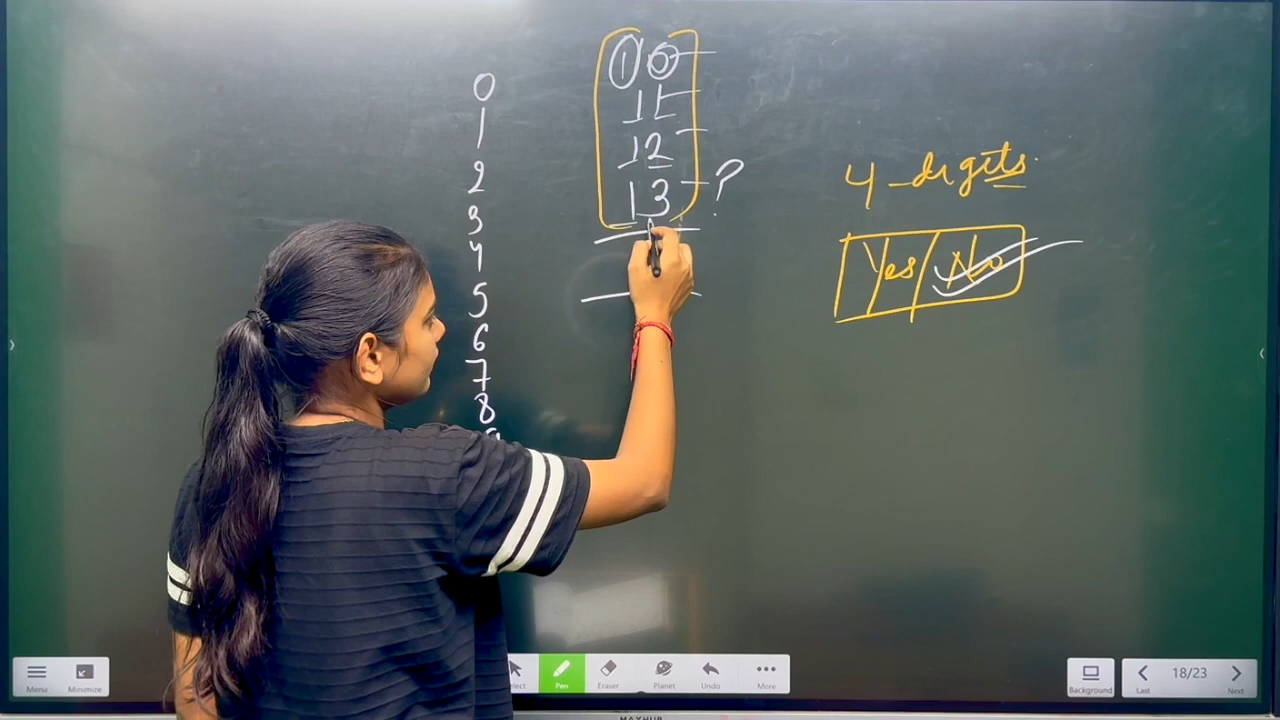 0
1
2
3
4
5
6
7
8
10
11
12
13
?
4-digits.
Yes/No
Menu
Minimize
Pen
Eraser
Planet
Undo
More
Background
18/23
Last
Next
MAXHUB